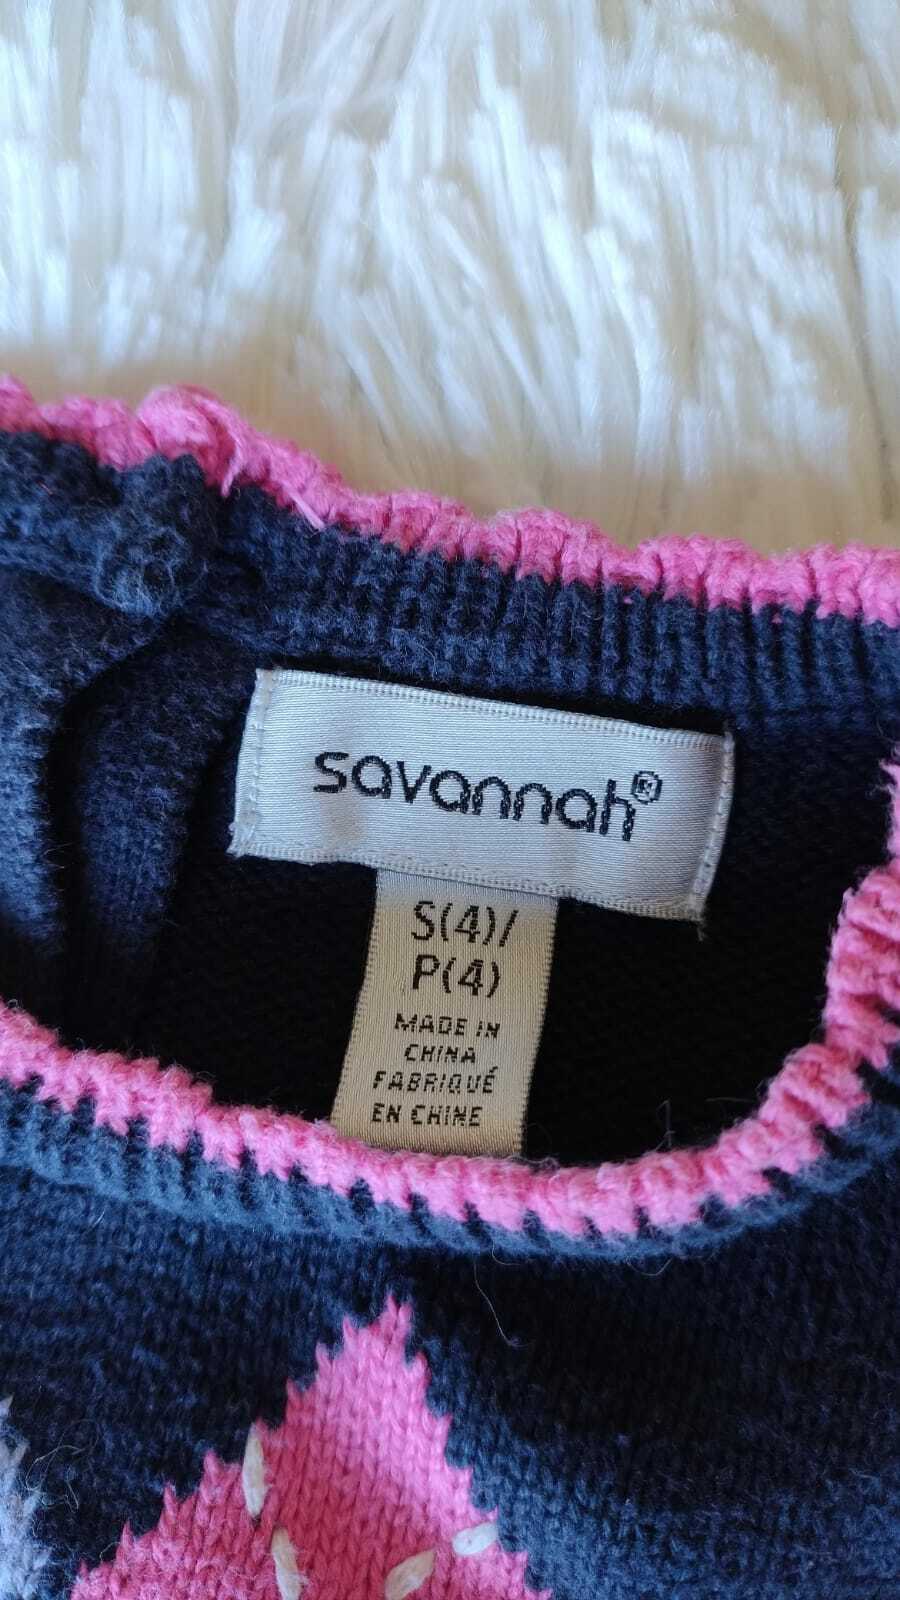 savannah®
S(4)/
P(4)
MADE IN
CHINA
FABRIQUÉ
EN CHINE